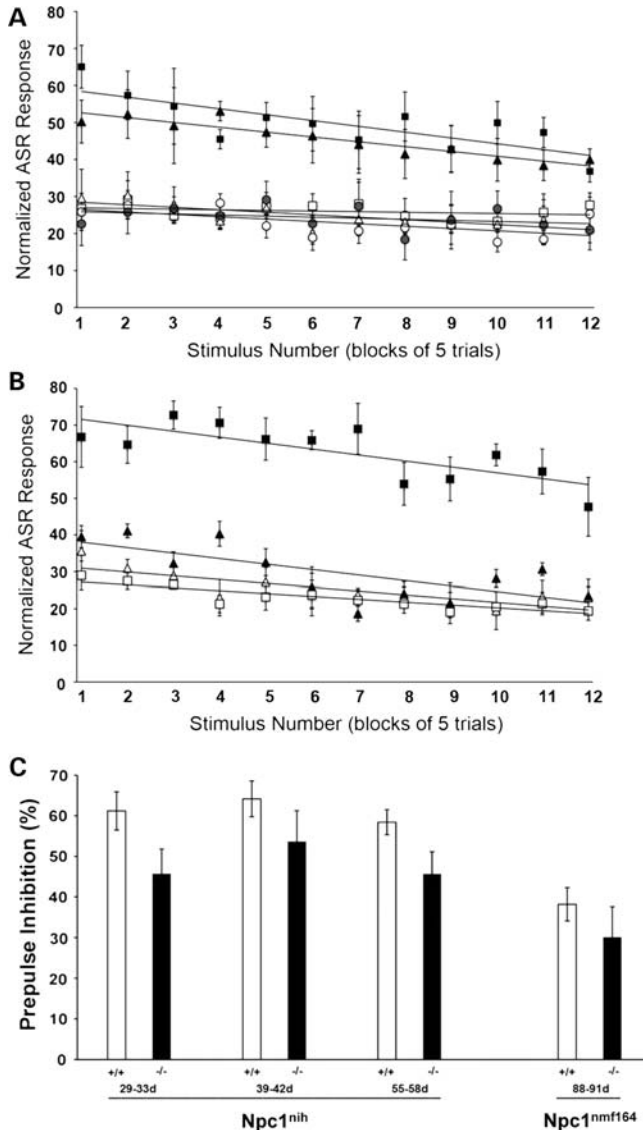 A
Normalized ASR Response
80
70
60
50
40
30
20
10
0
1 2 3 4 5 6 7 8 9 10 11 12
Stimulus Number (blocks of 5 trials)
B
Normalized ASR Response
80
70
60
50
40
30
20
10
0
1 2 3 4 5 6 7 8 9 10 11 12
Stimulus Number (blocks of 5 trials)
C
Prepulse Inhibition (%)
70
60
50
40
30
20
10
0
+/+ -/- +/+ -/- +/+ -/- +/+ -/-
29-33d 39-42d 55-58d 88-91d
Npc1nih Npc1nmf164